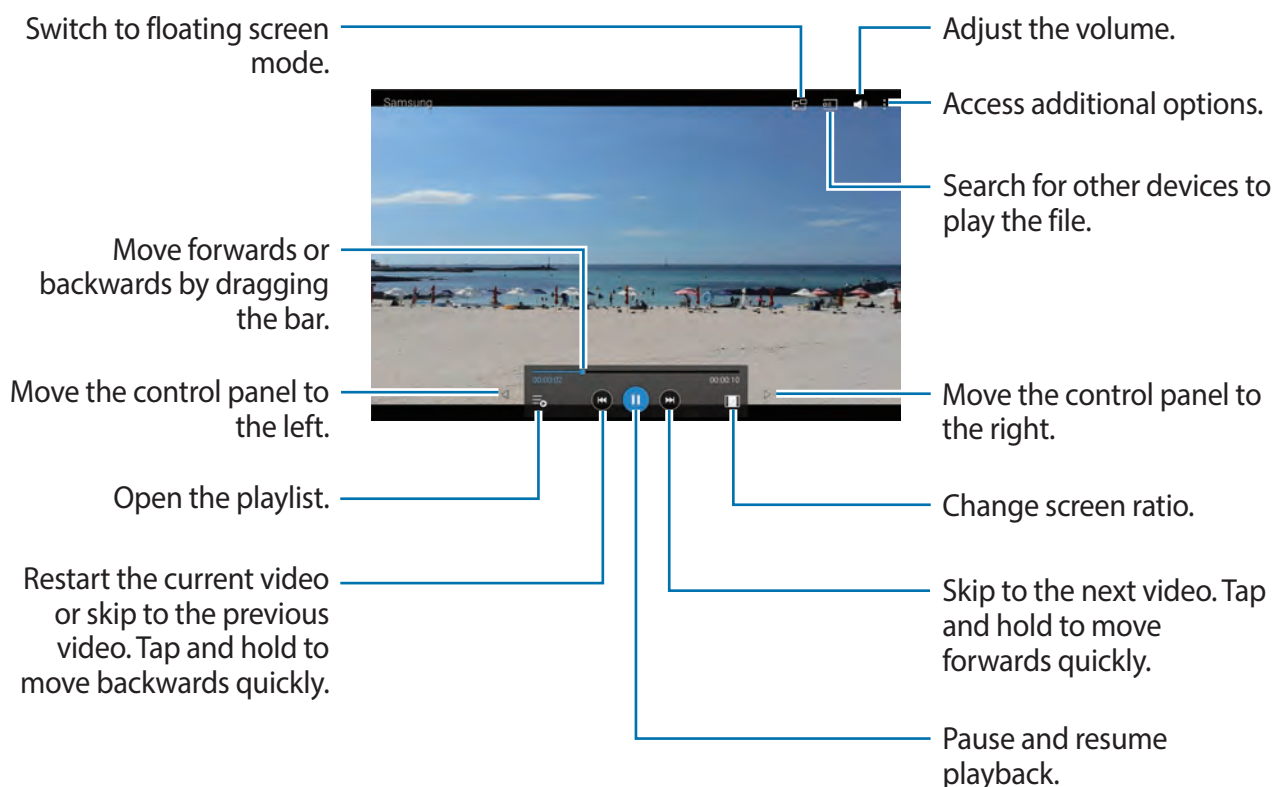 Switch to floating screen
mode.
Adjust the volume.
Access additional options.
Search for other devices to
play the file.
Samsung
Move forwards or
backwards by dragging
the bar.
00:00:02
00:00:10
Move the control panel to
the left.
Move the control panel to
the right.
Open the playlist.
Change screen ratio.
Restart the current video
or skip to the previous
video. Tap and hold to
move backwards quickly.
Skip to the next video. Tap
and hold to move
forwards quickly.
Pause and resume
playback.